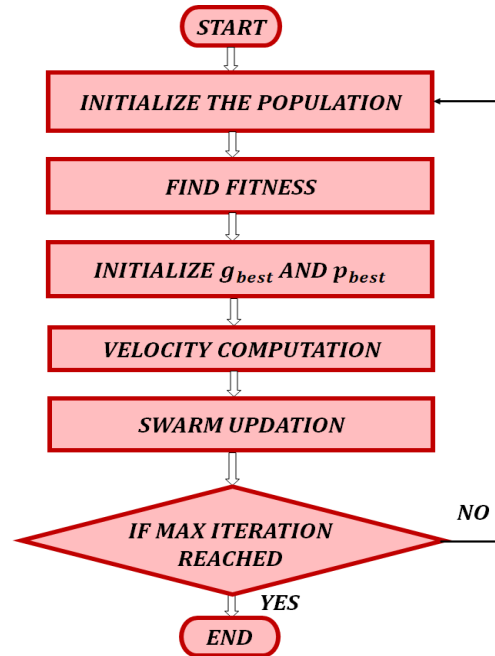 START
INITIALIZE THE POPULATION
FIND FITNESS
INITIALIZE g_best AND p_best
VELOCITY COMPUTATION
SWARM UPDATION
IF MAX ITERATION
REACHED
NO
YES
END